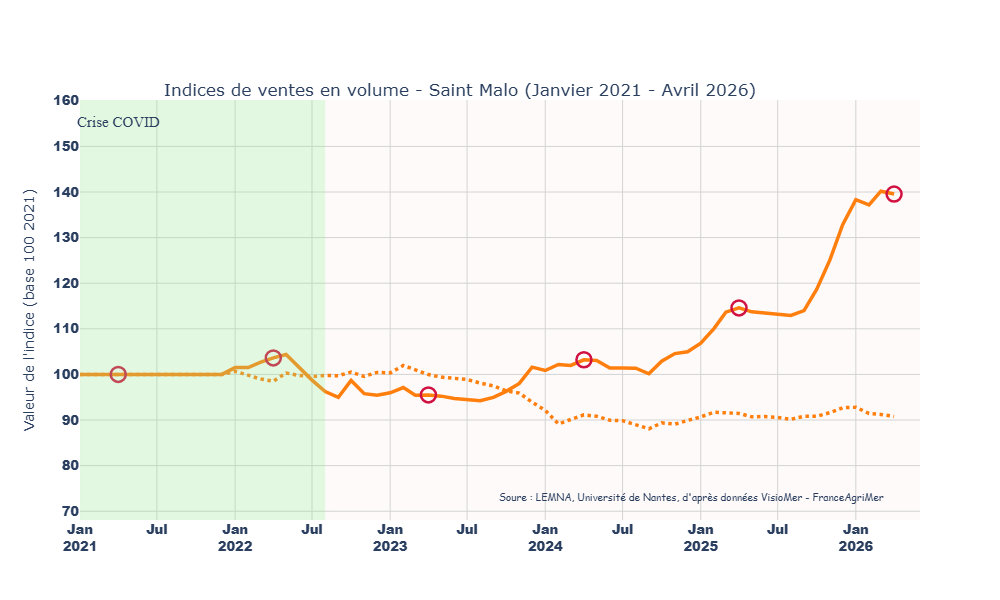 Indices de ventes en volume - Saint Malo (Janvier 2021 - Avril 2026)
160
Crise COVID
150
140
130
120
110
100
90
80
70
Valeur de l'indice (base 100 2021)
Soure : LEMNA, Université de Nantes, d'après données VisioMer - FranceAgriMer
Jan Jul Jan Jul Jan Jul Jan Jul Jan Jul Jan
2021 2022 2023 2024 2025 2026